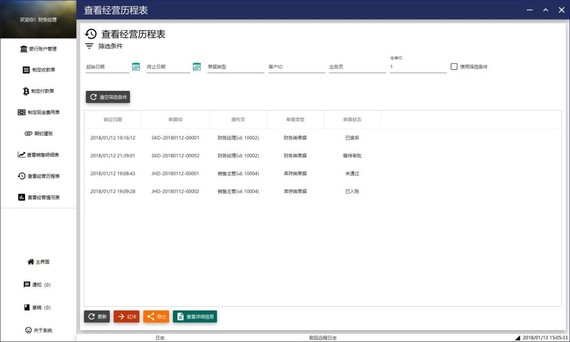 查看经营历程表
欢迎你! 财务经理
银行账户管理
制定收款单
制定付款单
制定现金费用单
期初建账
查看销售明细表
查看经营历程表
查看经营情况表
主界面
通知 (0)
草稿 (0)
关于系统
查看经营历程表
筛选条件
起始日期
终止日期
单据类型
客户ID
业务员
仓库ID
1
使用筛选条件
清空筛选条件
制定日期 单据ID 操作员 单据类型 单据状态
2018/01/12 19:16:12 SKD-20180112-00001 财务经理(id: 10002) 财务类单据 已废弃
2018/01/12 21:39:01 SKD-20180112-00002 财务经理(id: 10002) 财务类单据 等待审批
2018/01/12 19:08:43 JHD-20180112-00001 销售主管(id: 10004) 库存类单据 未通过
2018/01/12 19:09:28 JHD-20180112-00002 销售主管(id: 10004) 库存类单据 已入账
更新
红冲
导出
查看详细信息
日志
取回远程日志
2018/01/13 15:05:33